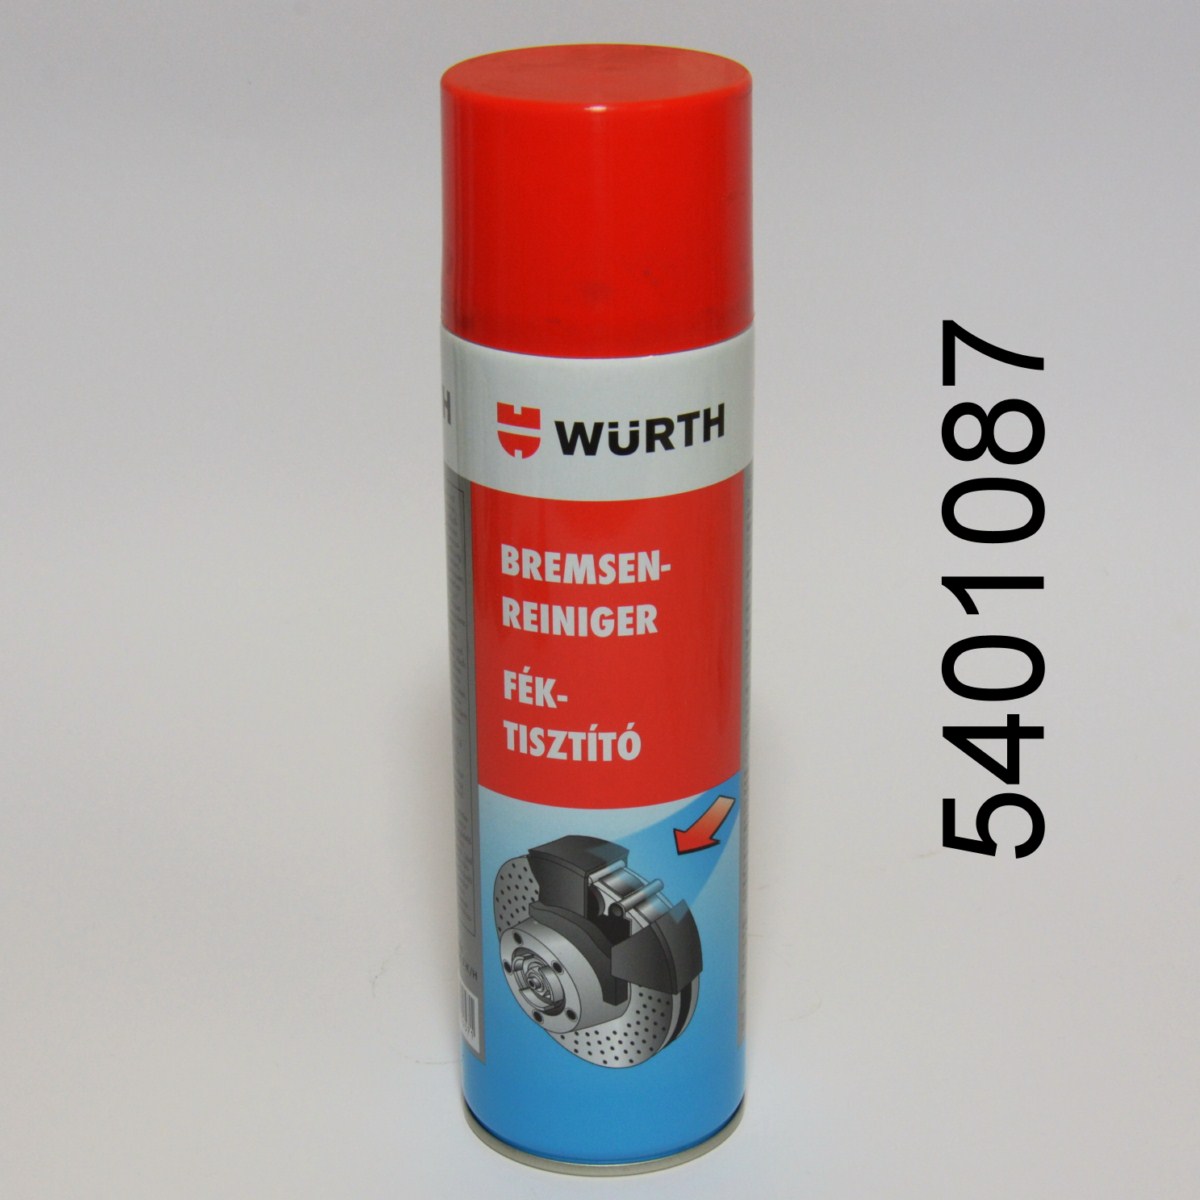 WÜRTH
BREMSEN-
REINIGER
FÉK-
TISZTÍTÓ
5401087